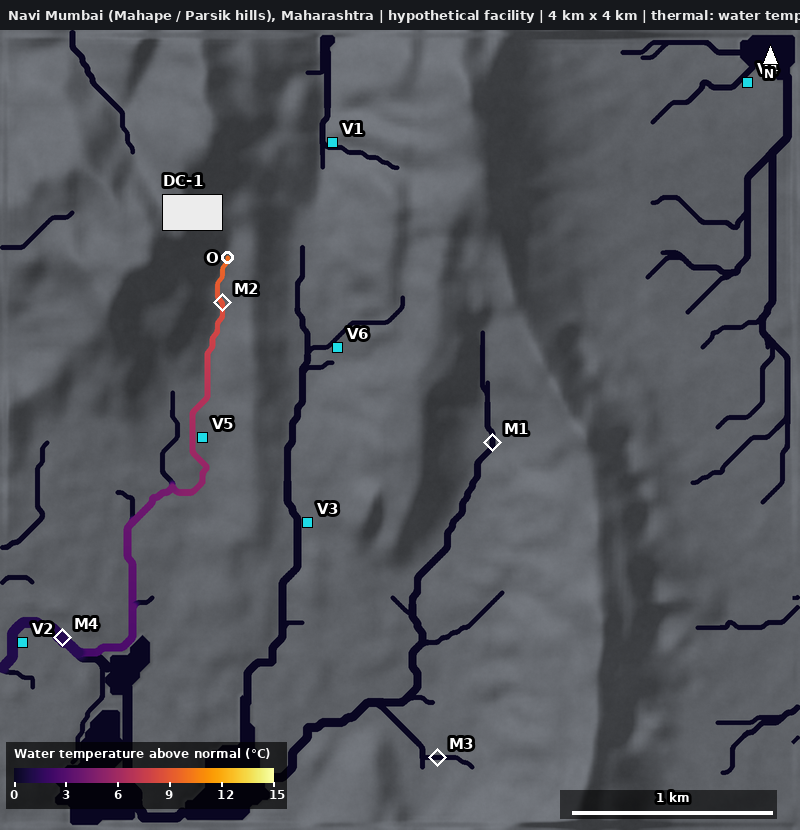 Navi Mumbai (Mahape / Parsik hills), Maharashtra | hypothetical facility | 4 km x 4 km | thermal: water temp
N
V1
DC-1
O
M2
V6
V5
M1
V3
V2
M4
M3
Water temperature above normal (°C)
0 3 6 9 12 15
1 km